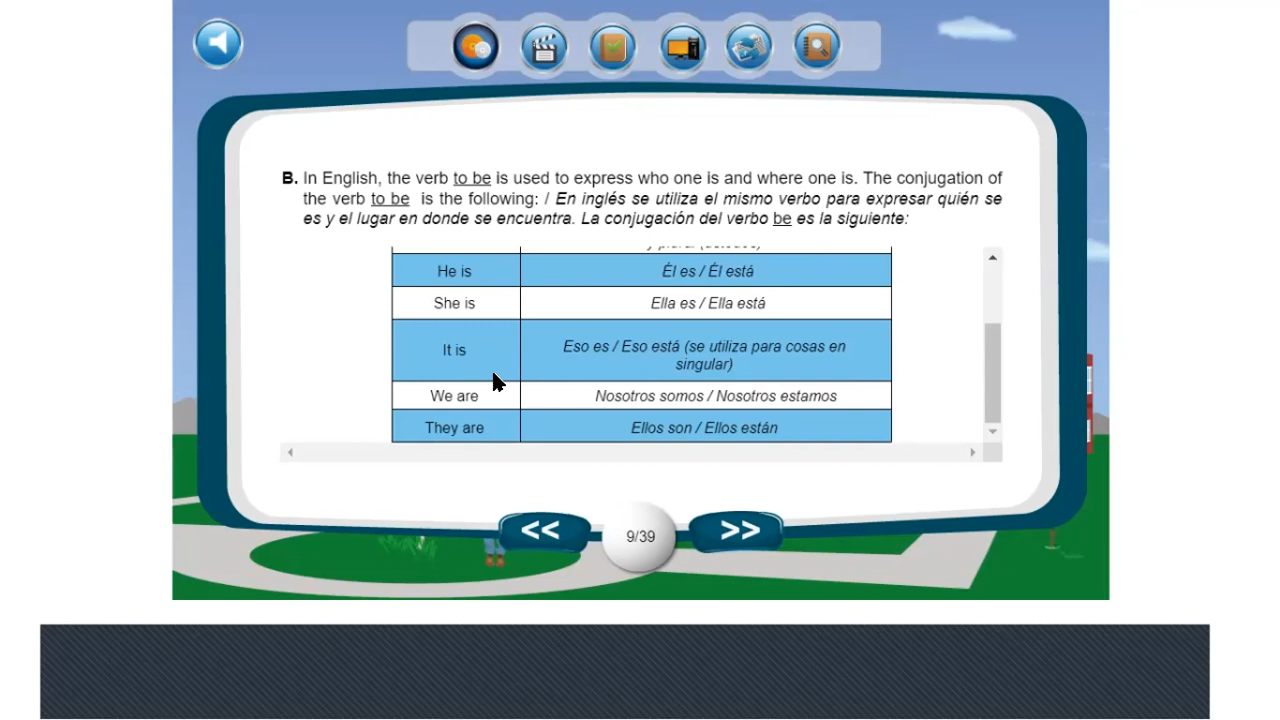 B. In English, the verb to be is used to express who one is and where one is. The conjugation of
the verb to be is the following: / En inglés se utiliza el mismo verbo para expresar quién se
es y el lugar en donde se encuentra. La conjugación del verbo be es la siguiente:
He is Él es / Él está
She is Ella es / Ella está
It is Eso es / Eso está (se utiliza para cosas en
singular)
We are Nosotros somos / Nosotros estamos
They are Ellos son / Ellos están
<< 9/39 >>